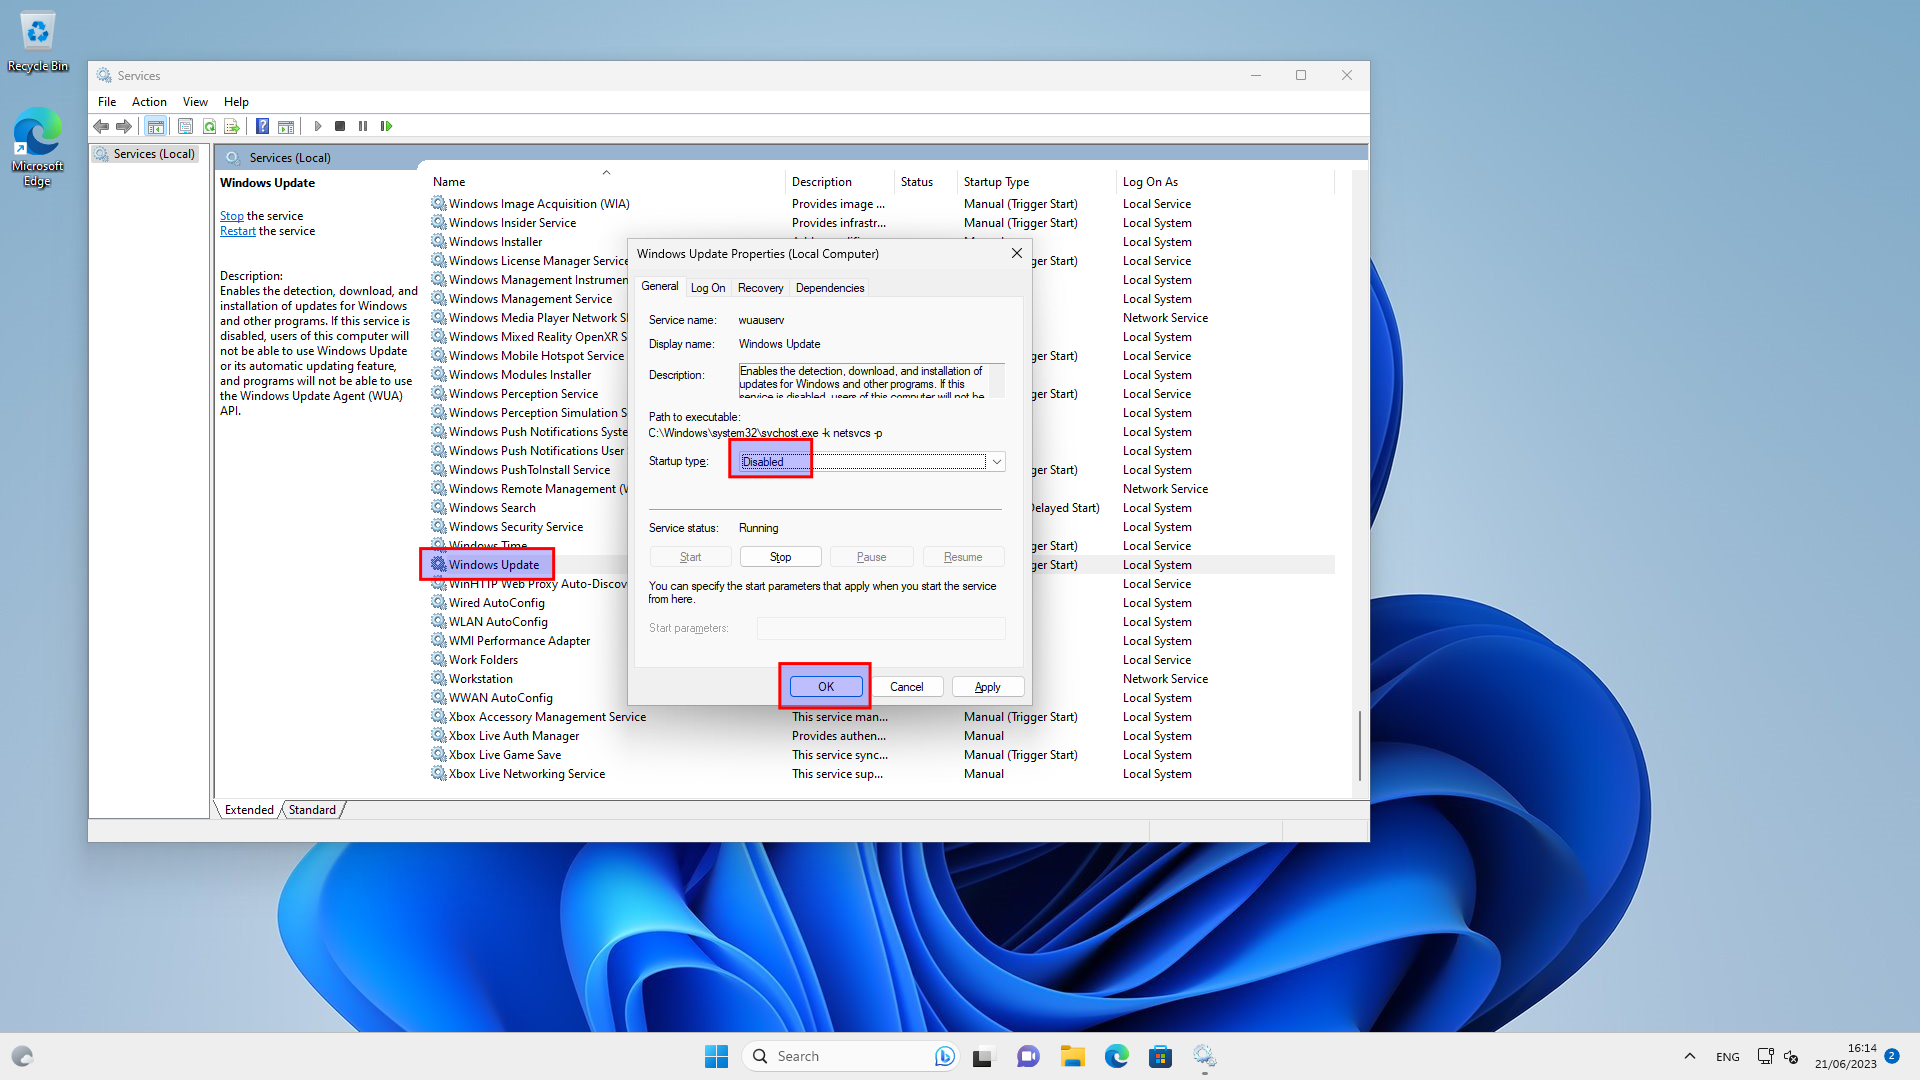 Recycle Bin
Microsoft
Edge
Services
File Action View Help
Services (Local)
Services (Local)
Windows Update
Stop the service
Restart the service
Description:
Enables the detection, download, and
installation of updates for Windows
and other programs. If this service is
disabled, users of this computer will
not be able to use Windows Update
or its automatic updating feature,
and programs will not be able to use
the Windows Update Agent (WUA)
API.
Name Description Status Startup Type Log On As
Windows Image Acquisition (WIA) Provides image ... Manual (Trigger Start) Local Service
Windows Insider Service Provides infrastr... Manual (Trigger Start) Local System
Windows Installer Local System
Windows License Manager Service ger Start) Local Service
Windows Management Instrumen Local System
Windows Management Service Local System
Windows Media Player Network S Network Service
Windows Mixed Reality OpenXR S Local System
Windows Mobile Hotspot Service ger Start) Local Service
Windows Modules Installer Local System
Windows Perception Service ger Start) Local Service
Windows Perception Simulation S Local System
Windows Push Notifications Syste Local System
Windows Push Notifications User Local System
Windows PushToInstall Service ger Start) Local System
Windows Remote Management (W Network Service
Windows Search Delayed Start) Local System
Windows Security Service Local System
Windows Time ger Start) Local Service
Windows Update ger Start) Local System
WinHTTP Web Proxy Auto-Discov Local Service
Wired AutoConfig Local System
WLAN AutoConfig Local System
WMI Performance Adapter Local System
Work Folders Local Service
Workstation Network Service
WWAN AutoConfig Local System
Xbox Accessory Management Service This service man... Manual (Trigger Start) Local System
Xbox Live Auth Manager Provides authen... Manual Local System
Xbox Live Game Save This service sync... Manual (Trigger Start) Local System
Xbox Live Networking Service This service sup... Manual Local System
Extended Standard
Windows Update Properties (Local Computer)
General Log On Recovery Dependencies
Service name: wuauserv
Display name: Windows Update
Description: Enables the detection, download, and installation of
updates for Windows and other programs. If this
service is disabled, users of this computer will not be
Path to executable:
C:\Windows\system32\svchost.exe -k netsvcs -p
Startup type: Disabled
Service status: Running
Start Stop Pause Resume
You can specify the start parameters that apply when you start the service
from here.
Start parameters:
OK Cancel Apply
Search
ENG
16:14
21/06/2023
2